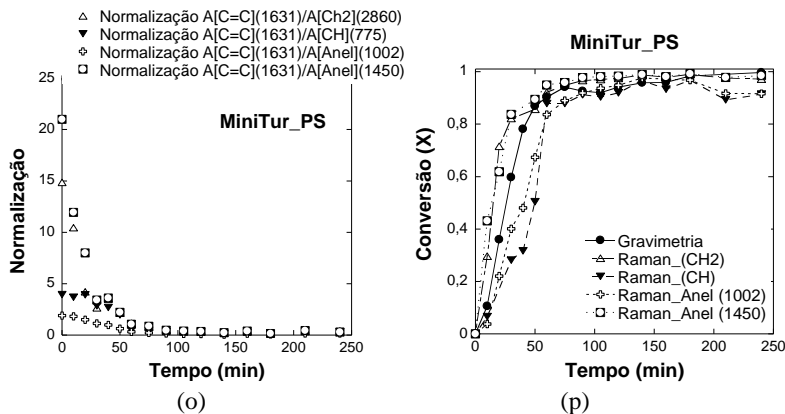 Normalização A[C=C](1631)/A[Ch2](2860)
Normalização A[C=C](1631)/A[CH](775)
Normalização A[C=C](1631)/A[Anel](1002)
Normalização A[C=C](1631)/A[Anel](1450)
MiniTur_PS
Normalização
25
20
15
10
5
0
0 50 100 150 200 250
Tempo (min)
(o)
MiniTur_PS
Conversão (X)
1
0,8
0,6
0,4
0,2
0
0 50 100 150 200 250
Gravimetria
Raman_(CH2)
Raman_(CH)
Raman_Anel (1002)
Raman_Anel (1450)
Tempo (min)
(p)